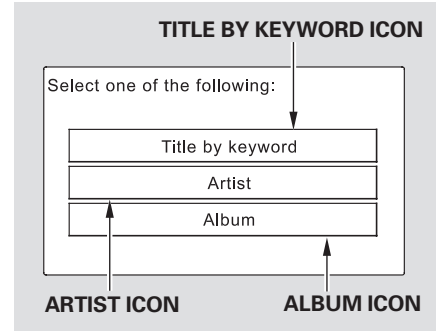 TITLE BY KEYWORD ICON
Select one of the following:
Title by keyword
Artist
Album
ARTIST ICON
ALBUM ICON